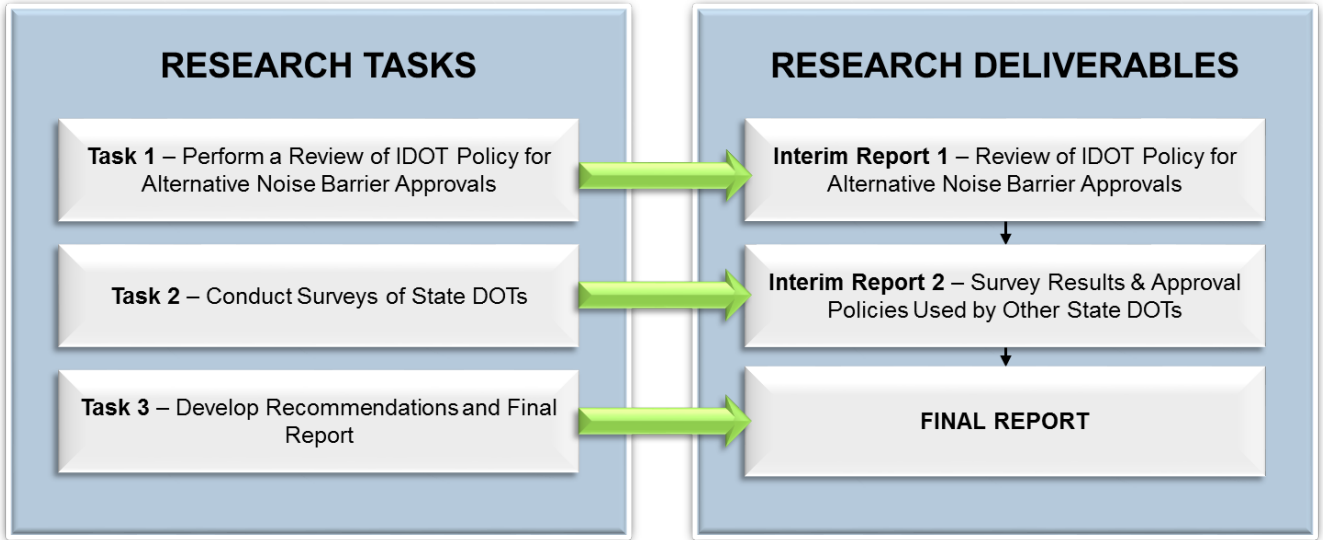 RESEARCH TASKS
Task 1 – Perform a Review of IDOT Policy for
Alternative Noise Barrier Approvals
Task 2 – Conduct Surveys of State DOTs
Task 3 – Develop Recommendations and Final
Report
RESEARCH DELIVERABLES
Interim Report 1 – Review of IDOT Policy for
Alternative Noise Barrier Approvals
Interim Report 2 – Survey Results & Approval
Policies Used by Other State DOTs
FINAL REPORT